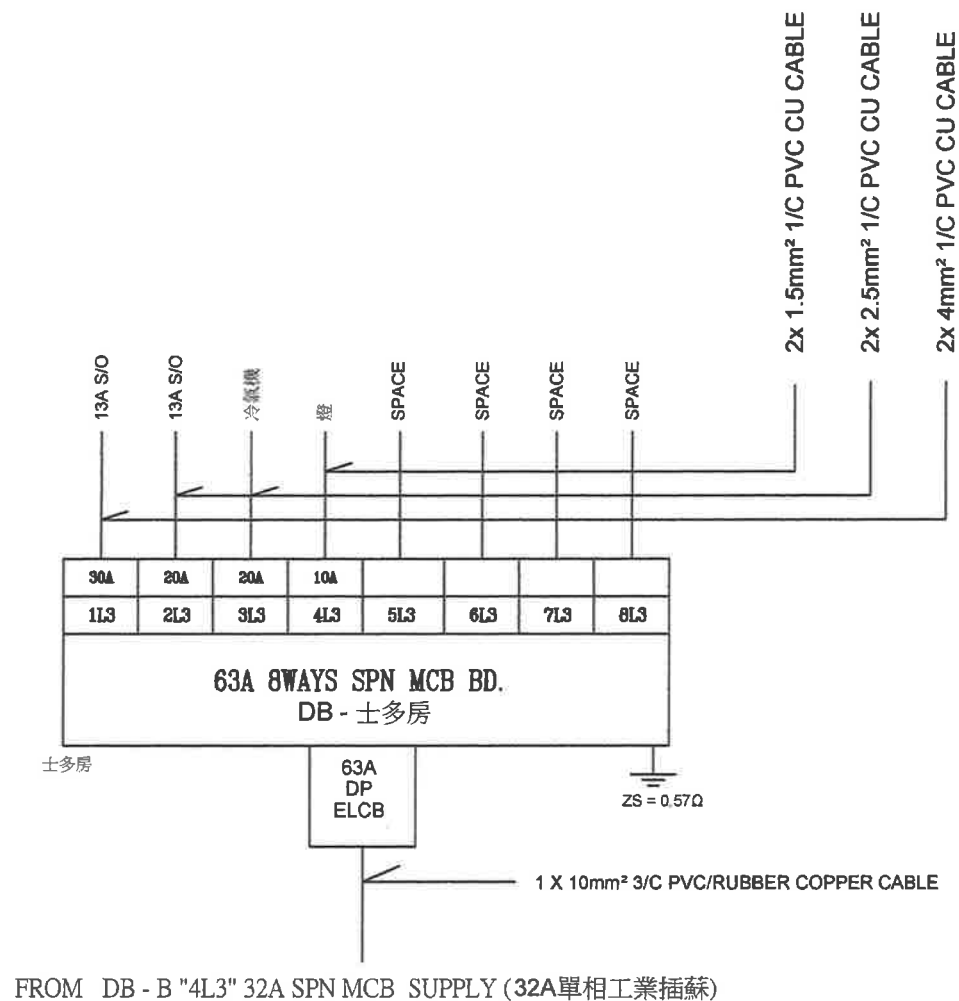 2x 1.5mm² 1/C PVC CU CABLE
2x 2.5mm² 1/C PVC CU CABLE
2x 4mm² 1/C PVC CU CABLE
13A S/O
13A S/O
冷氣機
燈
SPACE
SPACE
SPACE
SPACE
30A 20A 20A 10A
1L3 2L3 3L3 4L3 5L3 6L3 7L3 8L3
63A 8WAYS SPN MCB BD.
DB - 士多房
士多房
63A
DP
ELCB
ZS = 0.57Ω
1 X 10mm² 3/C PVC/RUBBER COPPER CABLE
FROM DB - B "4L3" 32A SPN MCB SUPPLY (32A單相工業插蘇)